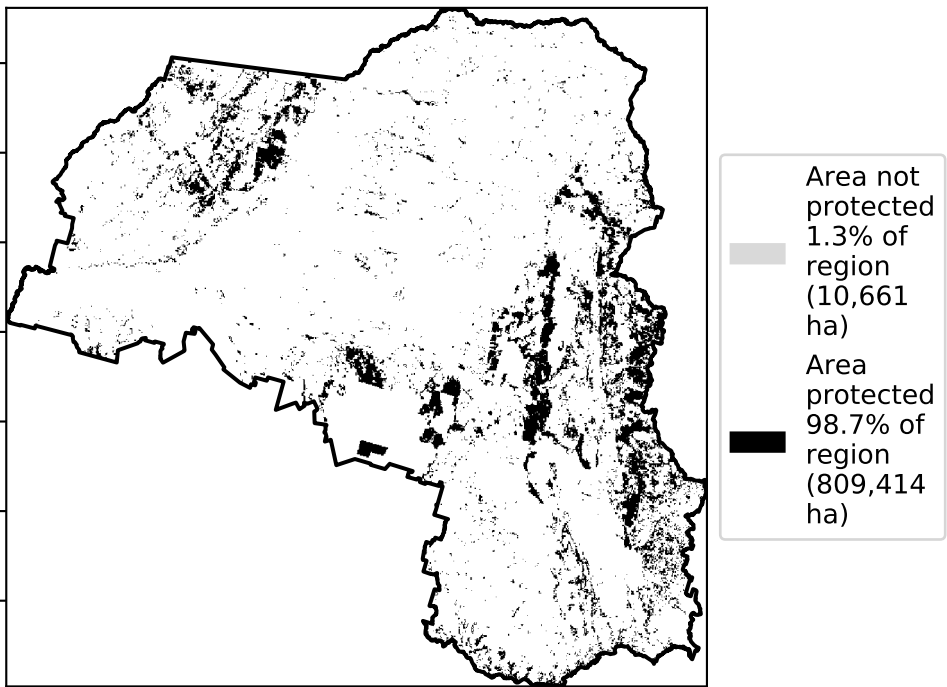 Area not
protected
1.3% of
region
(10,661
ha)
Area
protected
98.7% of
region
(809,414
ha)